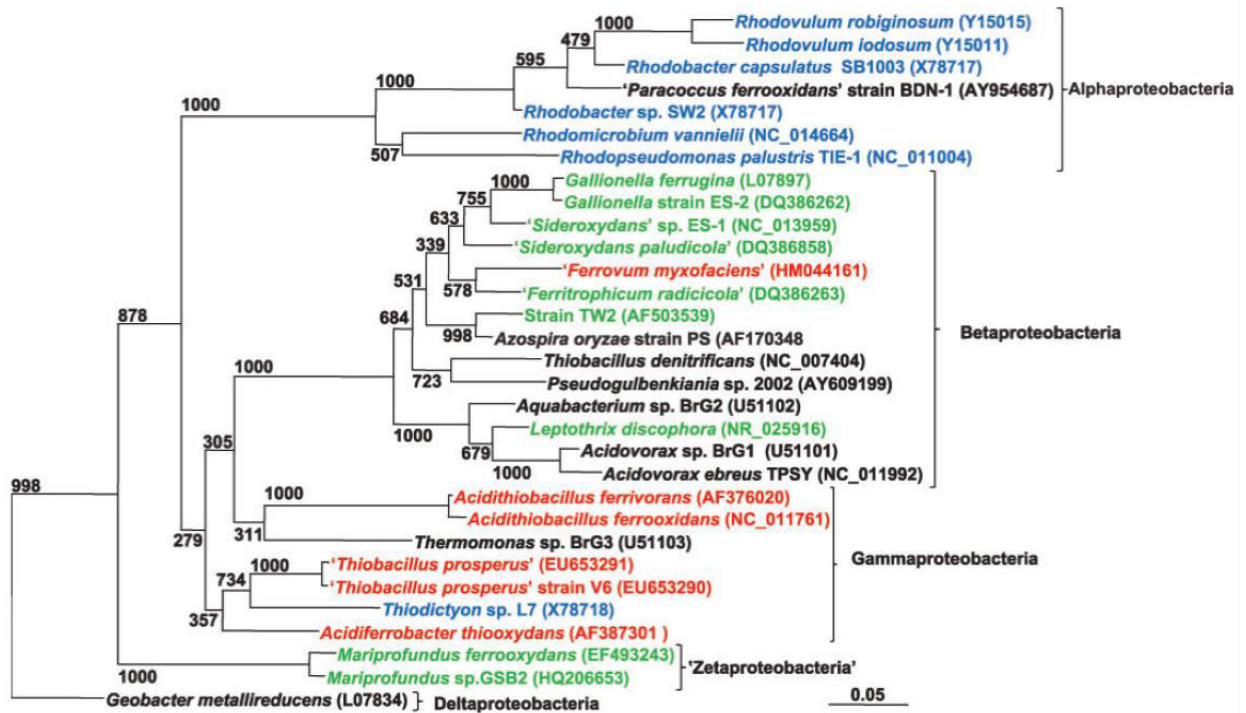 1000
Rhodovulum robiginosum (Y15015)
479
Rhodovulum iodosum (Y15011)
595
Rhodobacter capsulatus SB1003 (X78717)
1000
'Paracoccus ferrooxidans' strain BDN-1 (AY954687)
Alphaproteobacteria
1000
Rhodobacter sp. SW2 (X78717)
Rhodomicrobium vannielii (NC_014664)
507
Rhodopseudomonas palustris TIE-1 (NC_011004)
1000
Gallionella ferrugina (L07897)
755
Gallionella strain ES-2 (DQ386262)
633
'Sideroxydans' sp. ES-1 (NC_013959)
339
'Sideroxydans paludicola' (DQ386858)
531
'Ferrovum myxofaciens' (HM044161)
578
'Ferritrophicum radicicola' (DQ386263)
878
684
Strain TW2 (AF503539)
998
Azospira oryzae strain PS (AF170348
Betaproteobacteria
1000
Thiobacillus denitrificans (NC_007404)
723
Pseudogulbenkiania sp. 2002 (AY609199)
Aquabacterium sp. BrG2 (U51102)
1000
Leptothrix discophora (NR_025916)
305
679
Acidovorax sp. BrG1 (U51101)
1000
Acidovorax ebreus TPSY (NC_011992)
998
1000
Acidithiobacillus ferrivorans (AF376020)
Acidithiobacillus ferrooxidans (NC_011761)
279
311
Thermomonas sp. BrG3 (U51103)
Gammaproteobacteria
1000
'Thiobacillus prosperus' (EU653291)
734
'Thiobacillus prosperus' strain V6 (EU653290)
357
Thiodictyon sp. L7 (X78718)
Acidiferrobacter thiooxydans (AF387301 )
Mariprofundus ferrooxydans (EF493243)
1000
'Zetaproteobacteria'
Mariprofundus sp.GSB2 (HQ206653)
0.05
Geobacter metallireducens (L07834)
Deltaproteobacteria